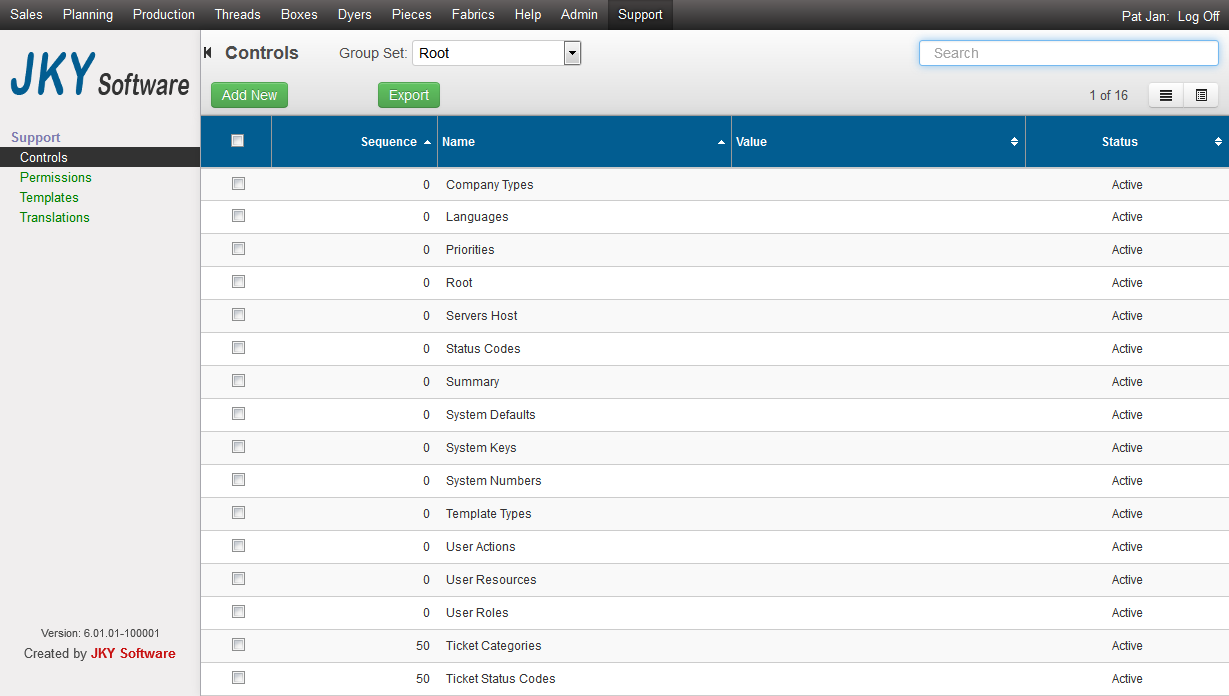 Sales Planning Production Threads Boxes Dyers Pieces Fabrics Help Admin Support Pat Jan: Log Off
JKY Software
Controls Group Set: Root Search
Add New Export 1 of 16
Support
Controls
Permissions
Templates
Translations
Sequence Name Value Status
0 Company Types Active
0 Languages Active
0 Priorities Active
0 Root Active
0 Servers Host Active
0 Status Codes Active
0 Summary Active
0 System Defaults Active
0 System Keys Active
0 System Numbers Active
0 Template Types Active
0 User Actions Active
0 User Resources Active
0 User Roles Active
50 Ticket Categories Active
50 Ticket Status Codes Active
Version: 6.01.01-100001
Created by JKY Software